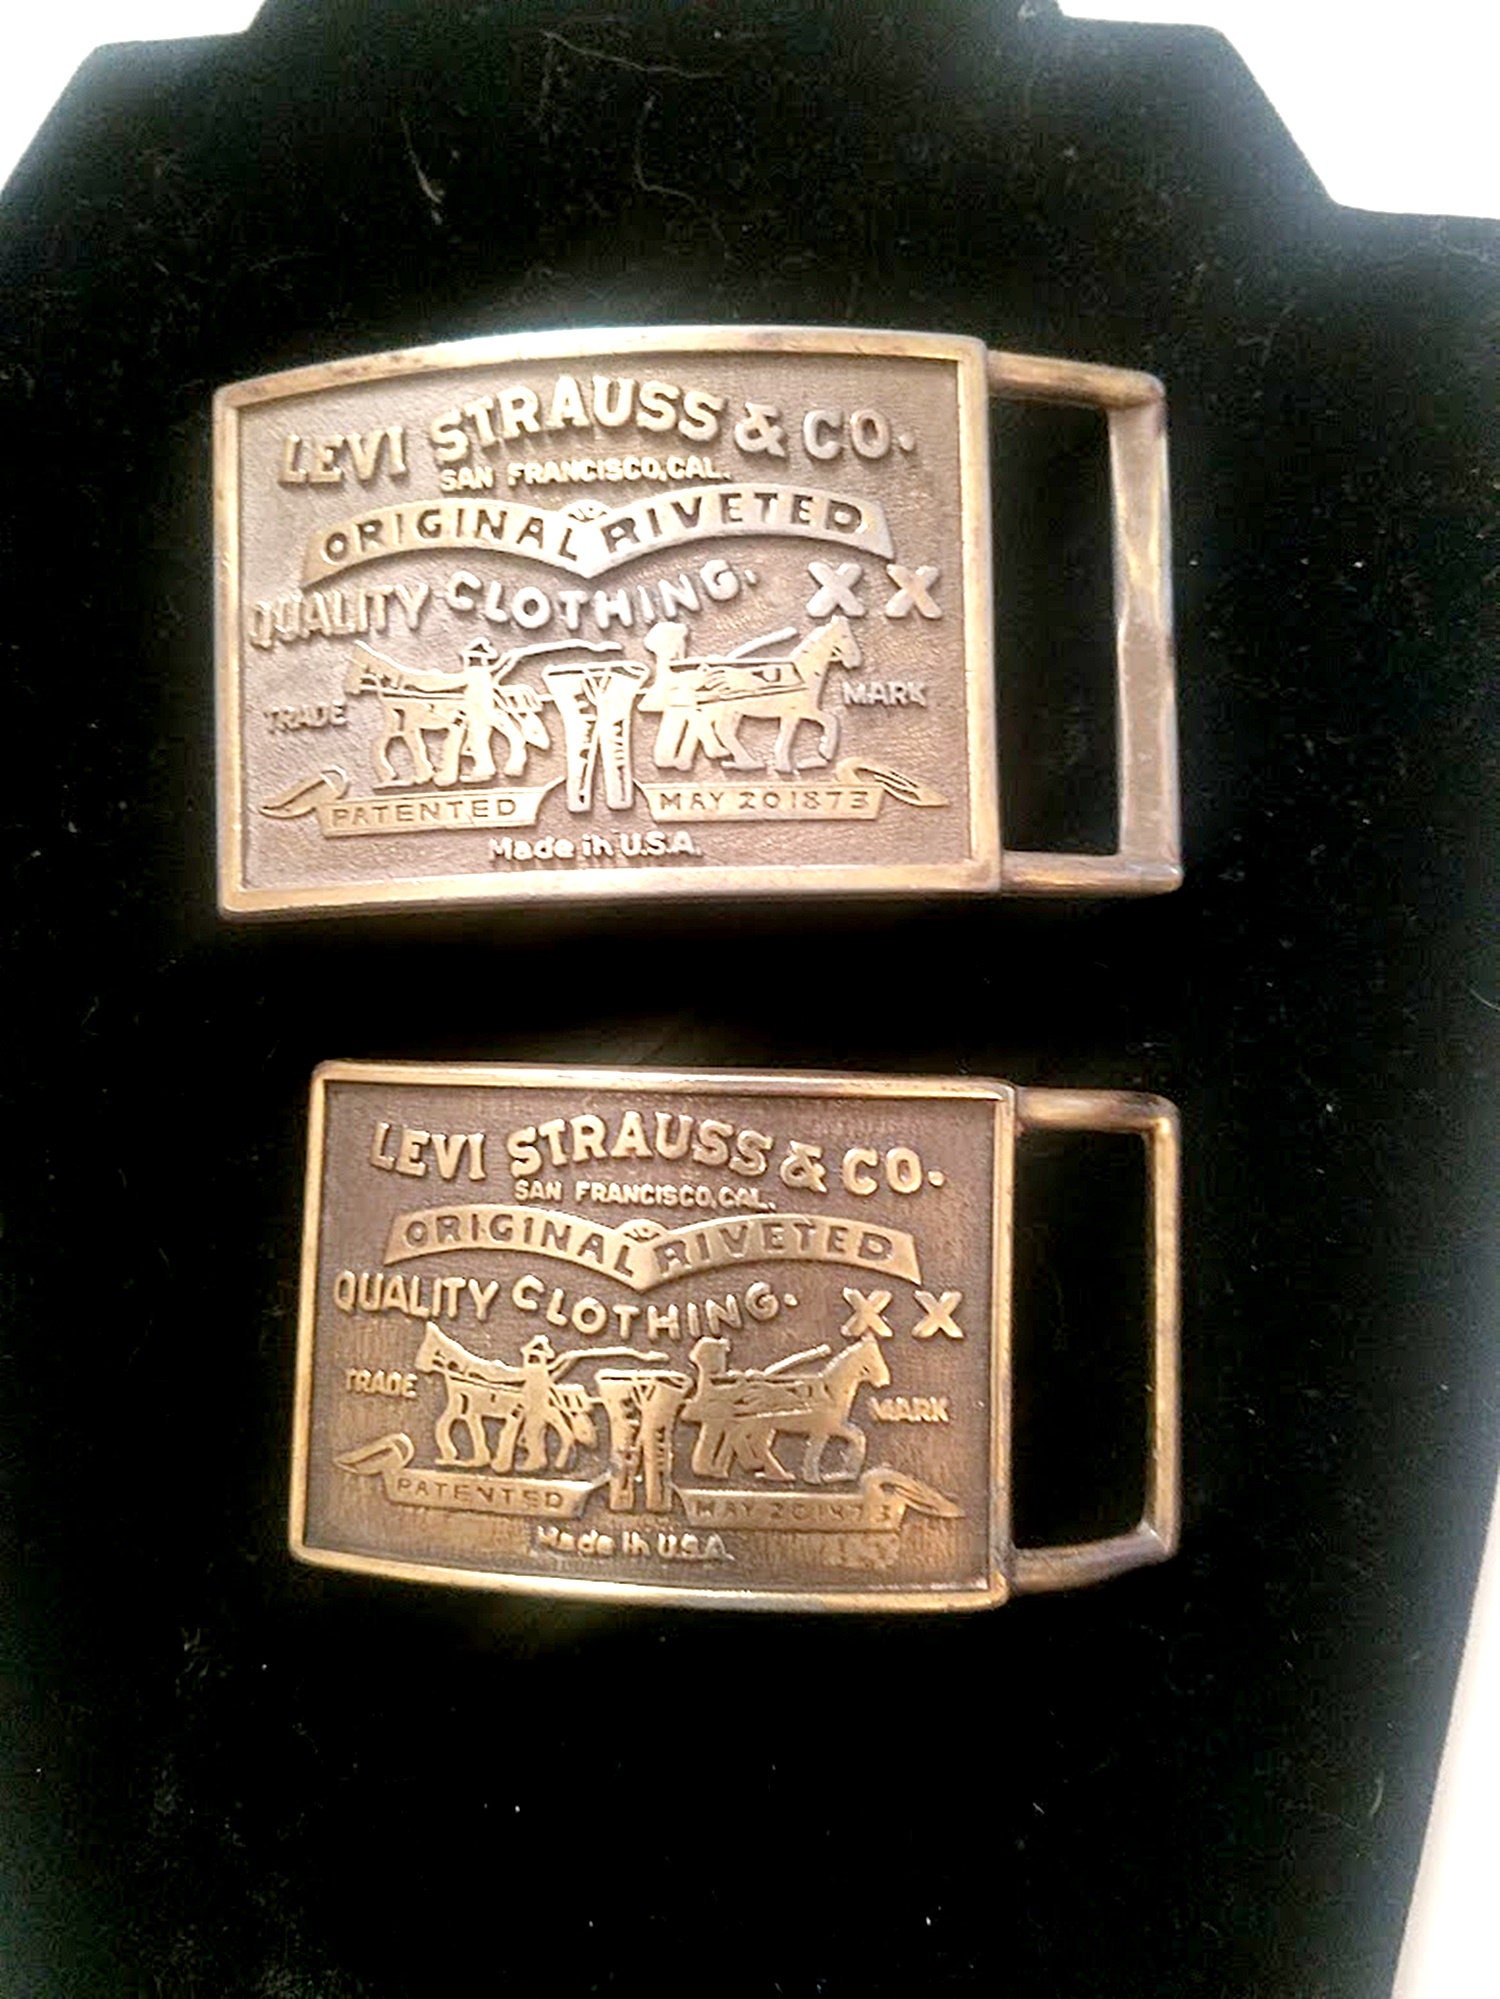 LEVI STRAUSS & CO.
SAN FRANCISCO, CAL.
ORIGINAL RIVETED
QUALITY CLOTHING. XX
TRADE MARK
PATENTED MAY 20 1873
Made in U.S.A.
LEVI STRAUSS & CO.
SAN FRANCISCO, CAL.
ORIGINAL RIVETED
QUALITY CLOTHING. XX
TRADE MARK
PATENTED MAY 20 1873
Made in U.S.A.